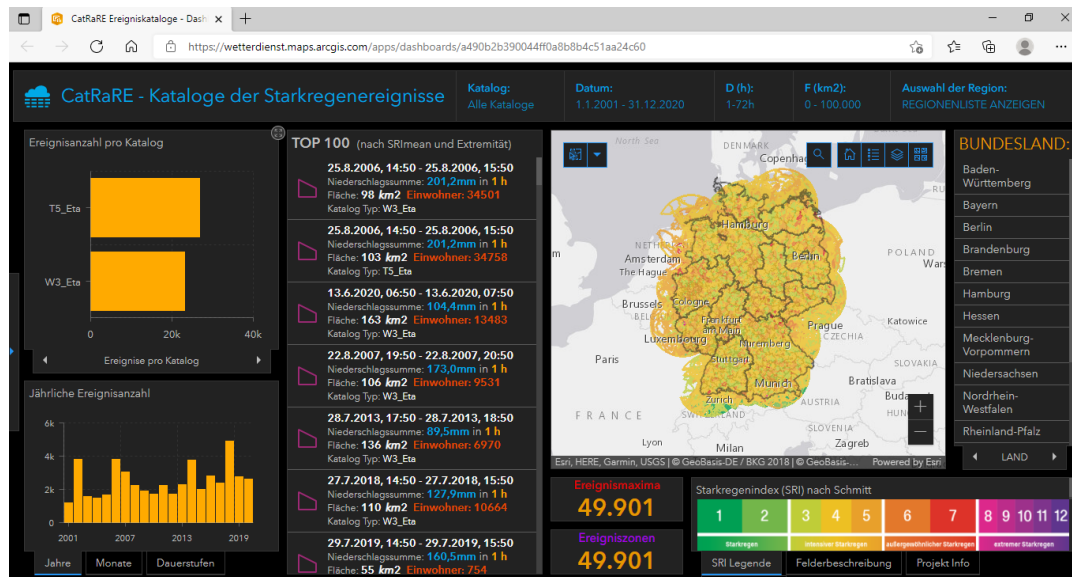 CatRaRE Ereigniskataloge - Dash
https://wetterdienst.maps.arcgis.com/apps/dashboards/a490b2b390044ff0a8b8b4c51aa24c60
CatRaRE - Kataloge der Starkregenereignisse
Katalog:
Alle Kataloge
Datum:
1.1.2001 - 31.12.2020
D (h):
1-72h
F (km2):
0 - 100.000
Auswahl der Region:
REGIONENLISTE ANZEIGEN
Ereignisanzahl pro Katalog
T5_Eta
W3_Eta
0 20k 40k
Ereignise pro Katalog
Jährliche Ereignisanzahl
6k
4k
2k
0
2001 2007 2013 2019
Jahre Monate Dauerstufen
TOP 100 (nach SRImean und Extremität)
25.8.2006, 14:50 - 25.8.2006, 15:50
Niederschlagssumme: 201,2mm in 1 h
Fläche: 98 km2 Einwohner: 34501
Katalog Typ: W3_Eta
25.8.2006, 14:50 - 25.8.2006, 15:50
Niederschlagssumme: 201,2mm in 1 h
Fläche: 103 km2 Einwohner: 34758
Katalog Typ: T5_Eta
13.6.2020, 06:50 - 13.6.2020, 07:50
Niederschlagssumme: 104,4mm in 1 h
Fläche: 163 km2 Einwohner: 13483
Katalog Typ: W3_Eta
22.8.2007, 19:50 - 22.8.2007, 20:50
Niederschlagssumme: 173,0mm in 1 h
Fläche: 106 km2 Einwohner: 9531
Katalog Typ: W3_Eta
28.7.2013, 17:50 - 28.7.2013, 18:50
Niederschlagssumme: 89,5mm in 1 h
Fläche: 136 km2 Einwohner: 6970
Katalog Typ: W3_Eta
27.7.2018, 14:50 - 27.7.2018, 15:50
Niederschlagssumme: 127,9mm in 1 h
Fläche: 110 km2 Einwohner: 10664
Katalog Typ: W3_Eta
29.7.2019, 14:50 - 29.7.2019, 15:50
Niederschlagssumme: 160,5mm in 1 h
Fläche: 55 km2 Einwohner: 754
North Sea
DENMARK
Copenhag
RU
Hamburg
NETHER
Amsterdam
The Hague
Berlin
POLAND
Wars
m
Brussels
Cologne
BELG
Frankfurt
am Main
Luxembourg
Prague
CZECHIA
Katowice
Nuremberg
Paris
Stuttgart
SLOVAKIA
Munich
Bratislava
Zurich
AUSTRIA
Buda
HUN
FRANCE
SWITZERLAND
SLOVENIA
Lyon
Milan
Zagreb
Esri, HERE, Garmin, USGS | © GeoBasis-DE / BKG 2018 | © GeoBasis-... Powered by Esri
Ereignismaxima
49.901
Ereigniszonen
49.901
Starkregenindex (SRI) nach Schmitt
1 2 3 4 5 6 7 8 9 10 11 12
Starkregen intensiver Starkregen außergewöhnlicher Starkregen extremer Starkregen
SRI Legende Felderbeschreibung Projekt Info
BUNDESLAND:
Baden-
Württemberg
Bayern
Berlin
Brandenburg
Bremen
Hamburg
Hessen
Mecklenburg-
Vorpommern
Niedersachsen
Nordrhein-
Westfalen
Rheinland-Pfalz
LAND